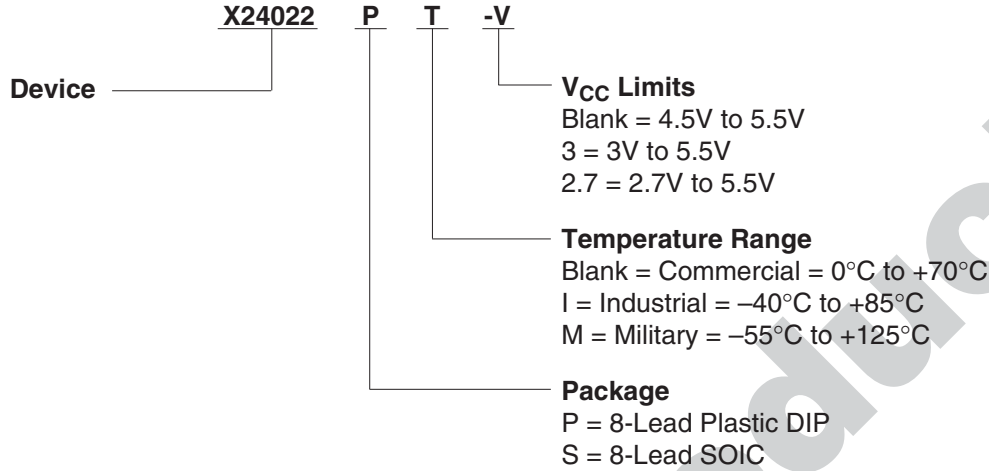 X24022 P T -V
Device
VCC Limits
Blank = 4.5V to 5.5V
3 = 3V to 5.5V
2.7 = 2.7V to 5.5V
Temperature Range
Blank = Commercial = 0°C to +70°C
I = Industrial = –40°C to +85°C
M = Military = –55°C to +125°C
Package
P = 8-Lead Plastic DIP
S = 8-Lead SOIC